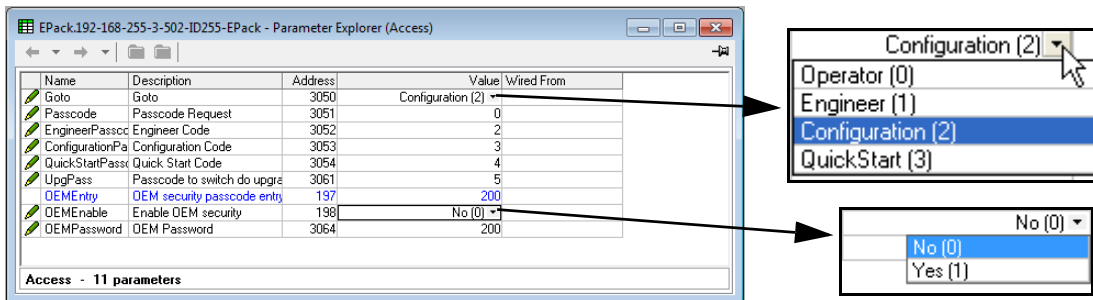 EPack.192-168-255-3-502-ID255-EPack - Parameter Explorer (Access)
Name Description Address Value Wired From
Goto Goto 3050 Configuration (2)
Passcode Passcode Request 3051 0
EngineerPassco Engineer Code 3052 2
ConfigurationPa Configuration Code 3053 3
QuickStartPassc Quick Start Code 3054 4
UpgPass Passcode to switch do upgra 3061 5
OEMEntry OEM security passcode entry 197 200
OEMEnable Enable OEM security 198 No (0)
OEMPassword OEM Password 3064 200
Access - 11 parameters
Configuration (2)
Operator (0)
Engineer (1)
Configuration (2)
QuickStart (3)
No (0)
No (0)
Yes (1)